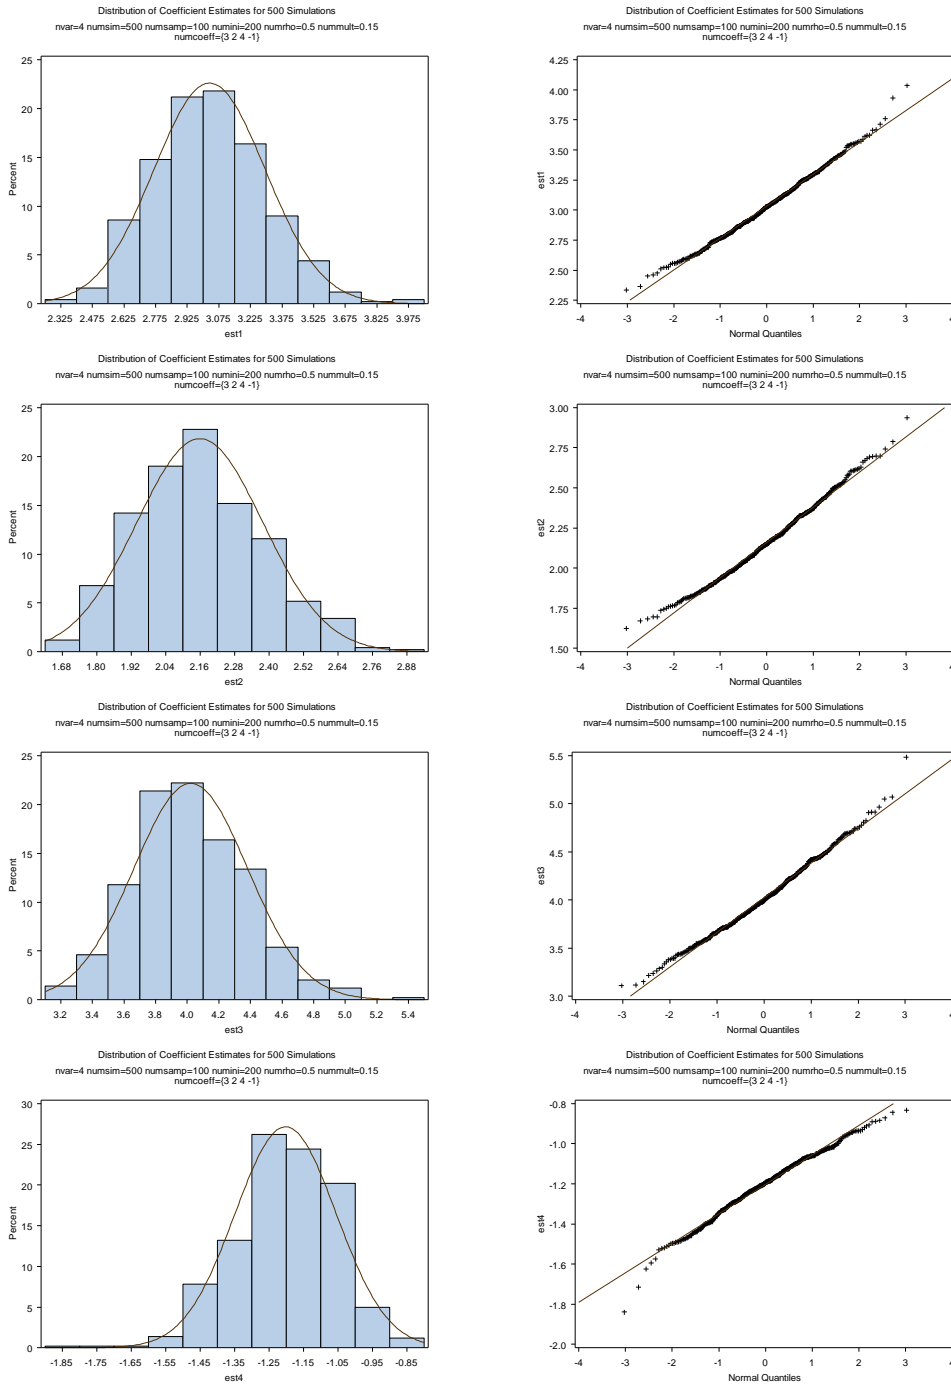 Distribution of Coefficient Estimates for 500 Simulations
nvar=4 numsim=500 numsamp=100 numini=200 numrho=0.5 nummult=0.15
numcoeff={3 2 4 -1}
25
20
15
10
5
0
Percent
2.325 2.475 2.625 2.775 2.925 3.075 3.225 3.375 3.525 3.675 3.825 3.975
est1
Distribution of Coefficient Estimates for 500 Simulations
nvar=4 numsim=500 numsamp=100 numini=200 numrho=0.5 nummult=0.15
numcoeff={3 2 4 -1}
4.25
4.00
3.75
3.50
3.25
3.00
2.75
2.50
2.25
est1
-4 -3 -2 -1 0 1 2 3 4
Normal Quantiles
Distribution of Coefficient Estimates for 500 Simulations
nvar=4 numsim=500 numsamp=100 numini=200 numrho=0.5 nummult=0.15
numcoeff={3 2 4 -1}
25
20
15
10
5
0
Percent
1.68 1.80 1.92 2.04 2.16 2.28 2.40 2.52 2.64 2.76 2.88
est2
Distribution of Coefficient Estimates for 500 Simulations
nvar=4 numsim=500 numsamp=100 numini=200 numrho=0.5 nummult=0.15
numcoeff={3 2 4 -1}
3.00
2.75
2.50
2.25
2.00
1.75
1.50
est2
-4 -3 -2 -1 0 1 2 3 4
Normal Quantiles
Distribution of Coefficient Estimates for 500 Simulations
nvar=4 numsim=500 numsamp=100 numini=200 numrho=0.5 nummult=0.15
numcoeff={3 2 4 -1}
25
20
15
10
5
0
Percent
3.2 3.4 3.6 3.8 4.0 4.2 4.4 4.6 4.8 5.0 5.2 5.4
est3
Distribution of Coefficient Estimates for 500 Simulations
nvar=4 numsim=500 numsamp=100 numini=200 numrho=0.5 nummult=0.15
numcoeff={3 2 4 -1}
5.5
5.0
4.5
4.0
3.5
3.0
est3
-4 -3 -2 -1 0 1 2 3 4
Normal Quantiles
Distribution of Coefficient Estimates for 500 Simulations
nvar=4 numsim=500 numsamp=100 numini=200 numrho=0.5 nummult=0.15
numcoeff={3 2 4 -1}
30
25
20
15
10
5
0
Percent
-1.85 -1.75 -1.65 -1.55 -1.45 -1.35 -1.25 -1.15 -1.05 -0.95 -0.85
est4
Distribution of Coefficient Estimates for 500 Simulations
nvar=4 numsim=500 numsamp=100 numini=200 numrho=0.5 nummult=0.15
numcoeff={3 2 4 -1}
-0.8
-1.0
-1.2
-1.4
-1.6
-1.8
-2.0
est4
-4 -3 -2 -1 0 1 2 3 4
Normal Quantiles